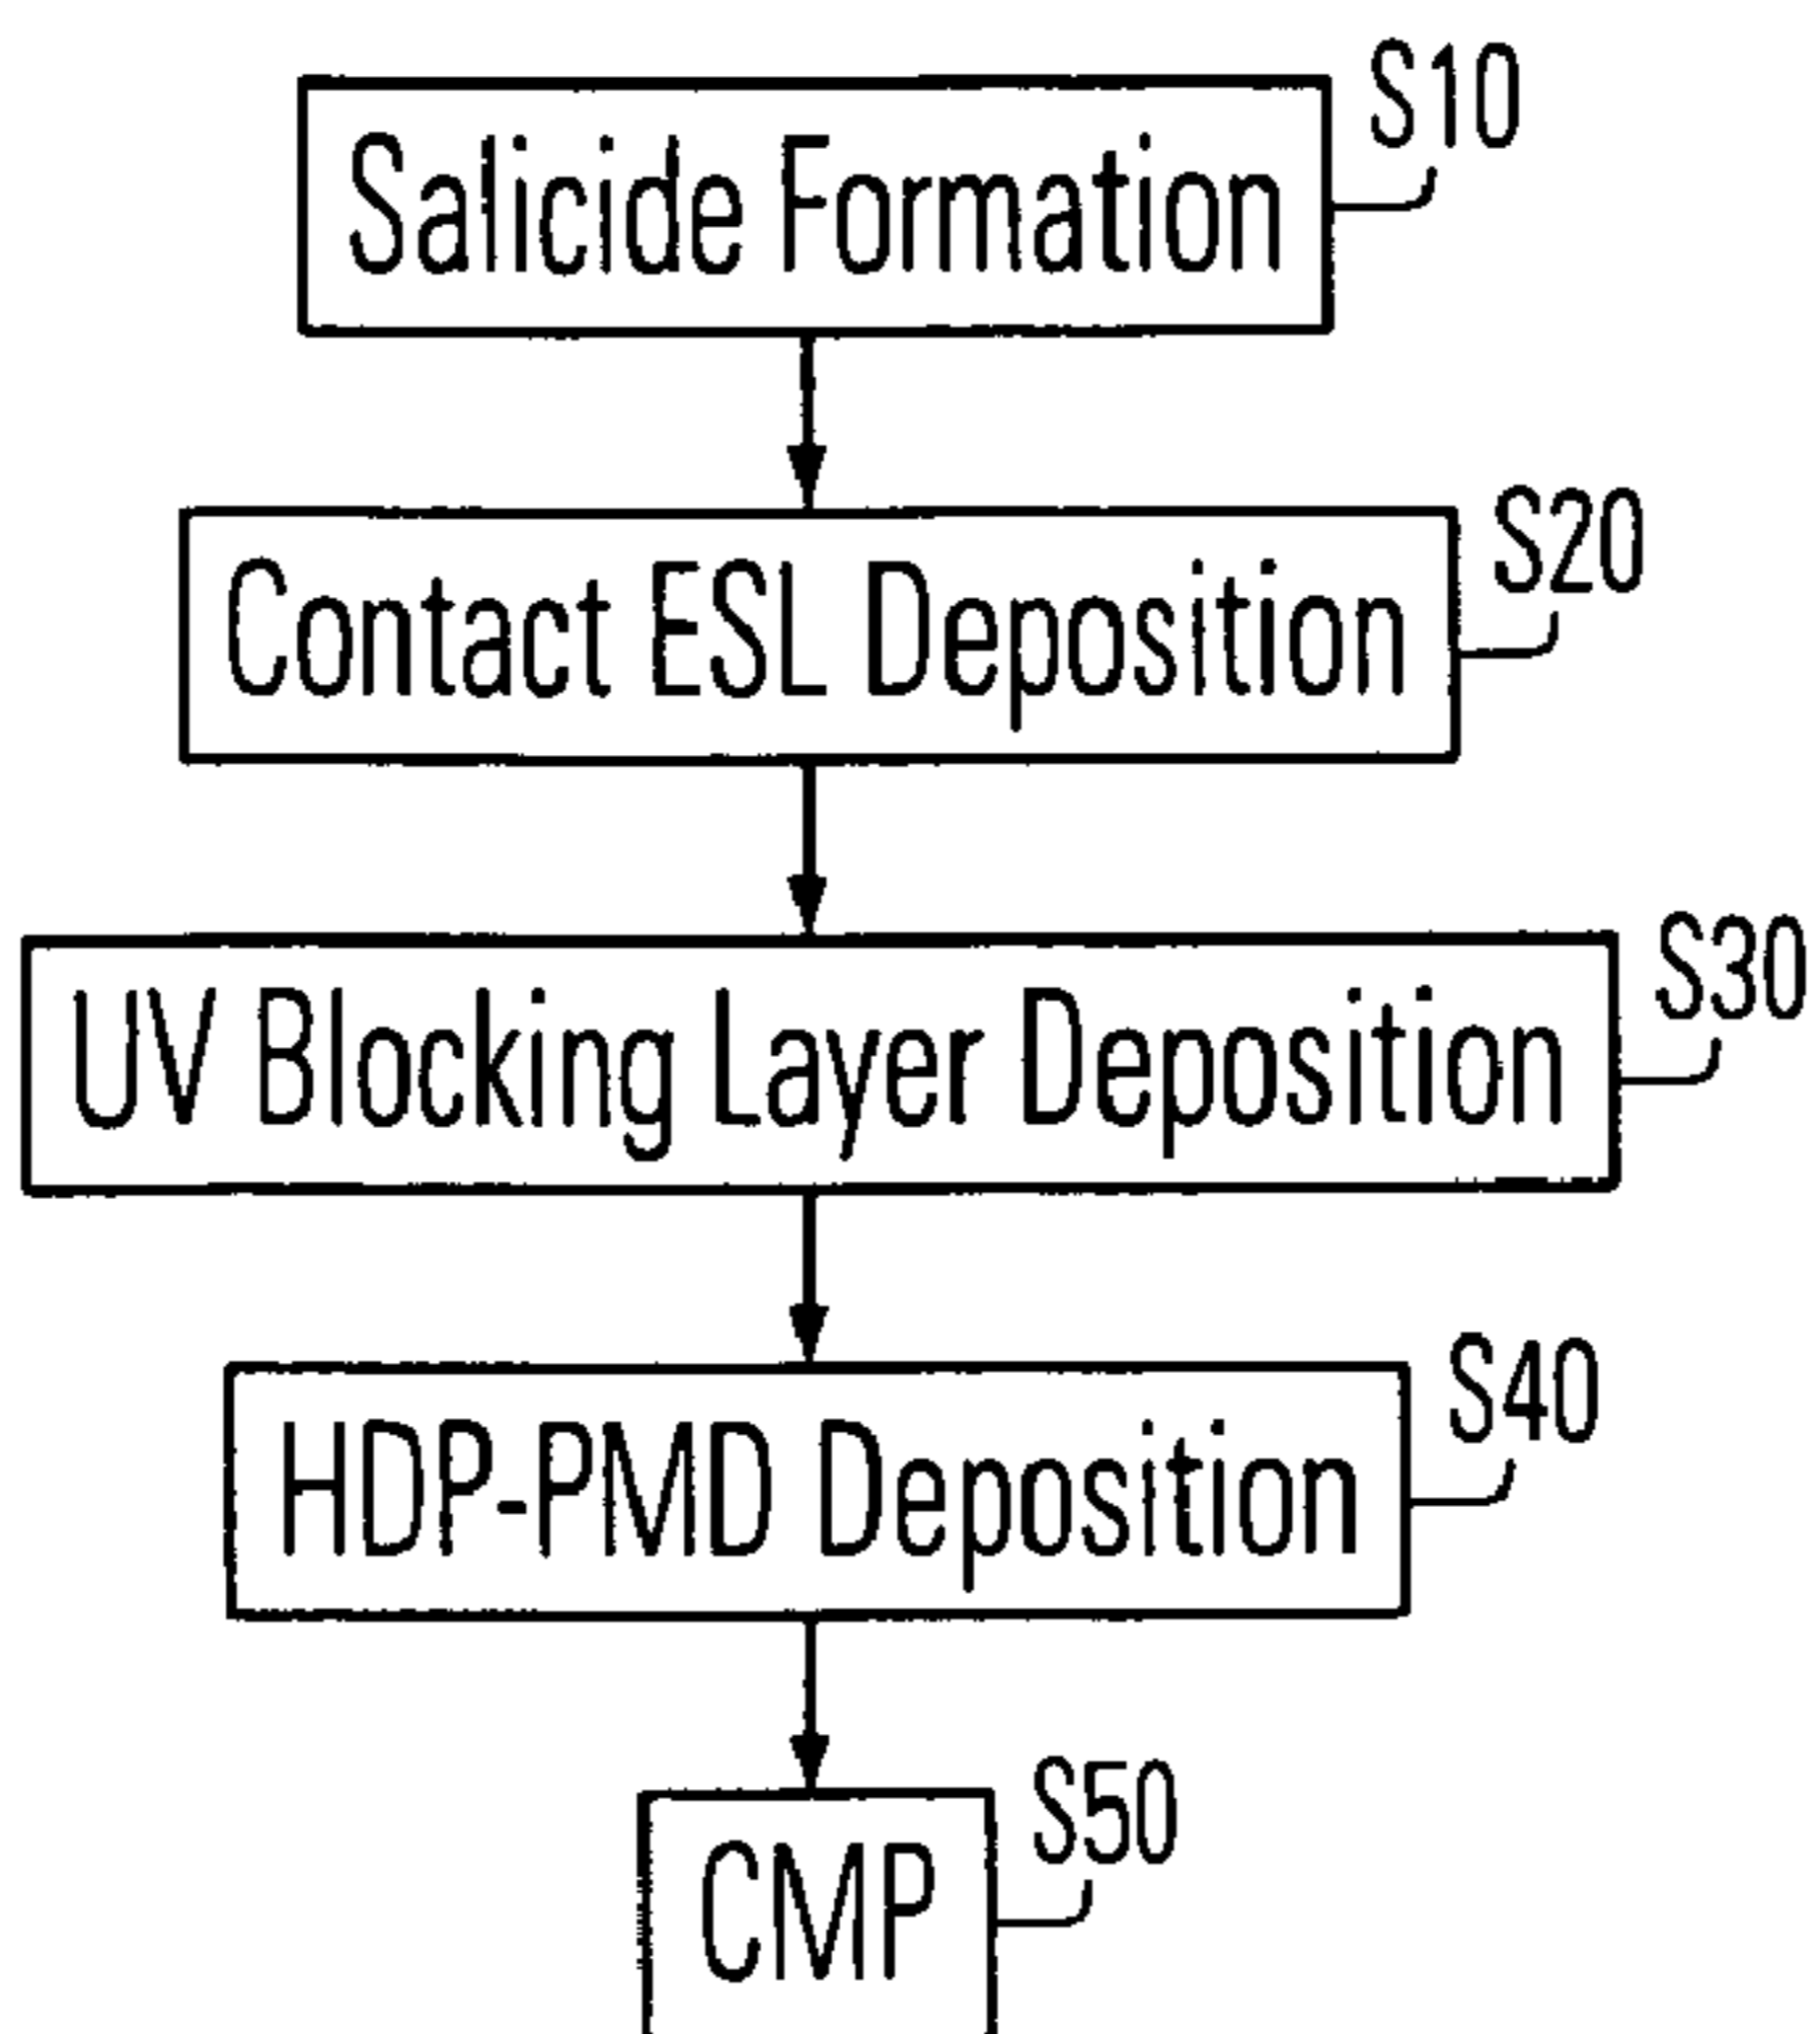 Salicide Formation
S10
Contact ESL Deposition
S20
UV Blocking Layer Deposition
S30
HDP-PMD Deposition
S40
CMP
S50